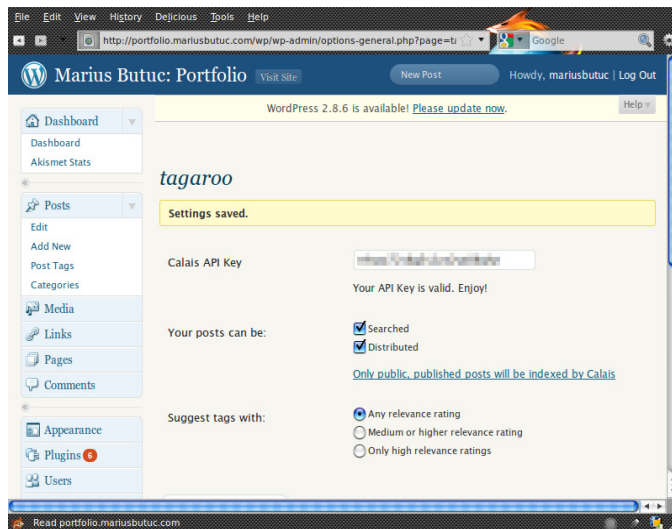 File Edit View History Delicious Tools Help
http://portfolio.mariusbutuc.com/wp/wp-admin/options-general.php?page=ta
Google
Marius Butuc: Portfolio Visit Site New Post Howdy, mariusbutuc | Log Out
WordPress 2.8.6 is available! Please update now. Help
Dashboard
Dashboard
Akismet Stats
Posts
Edit
Add New
Post Tags
Categories
Media
Links
Pages
Comments
Appearance
Plugins 6
Users
tagaroo
Settings saved.
Calais API Key
Your API Key is valid. Enjoy!
Your posts can be:
Searched
Distributed
Only public, published posts will be indexed by Calais
Suggest tags with:
Any relevance rating
Medium or higher relevance rating
Only high relevance ratings
Read portfolio.mariusbutuc.com